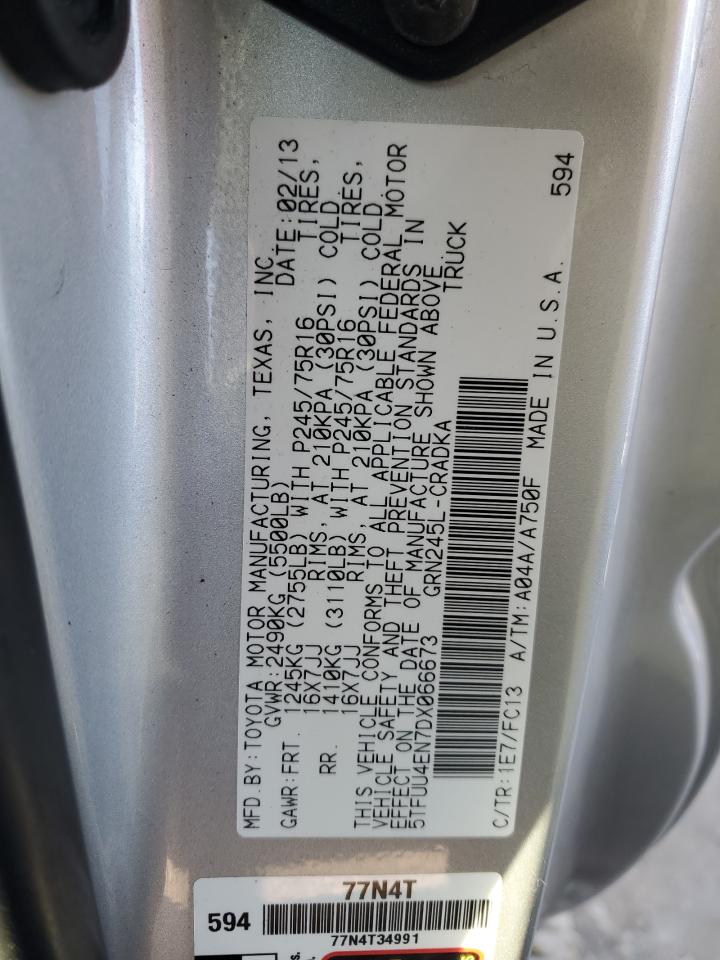 MFD.BY:TOYOTA MOTOR MANUFACTURING, TEXAS, INC.
GVWR:2490KG (5500LB) DATE:02/13
GAWR:FRT. 1245KG (2755LB) WITH P245/75R16 TIRES,
16X7JJ RIMS, AT 210KPA (30PSI) COLD
RR. 1410KG (3110LB) WITH P245/75R16 TIRES,
16X7JJ RIMS, AT 210KPA (30PSI) COLD.
THIS VEHICLE CONFORMS TO ALL APPLICABLE FEDERAL MOTOR
VEHICLE SAFETY AND THEFT PREVENTION STANDARDS IN
EFFECT ON THE DATE OF MANUFACTURE SHOWN ABOVE.
5TFUU4EN7DX066673 GRN245L-CRADKA TRUCK
C/TR:1E7/FC13 A/TM:A04A/A750F MADE IN U.S.A. 594
77N4T
594
77N4T34991